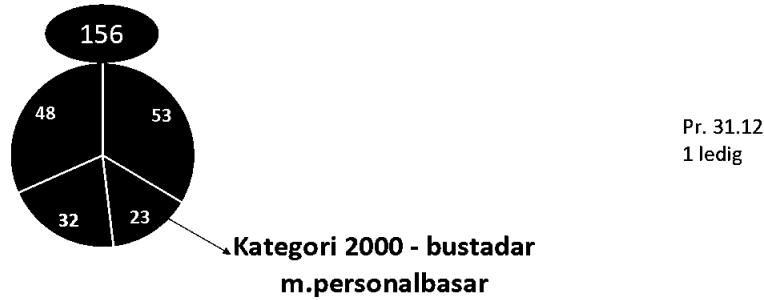 156
48
53
32
23
Pr. 31.12
1 ledig
Kategori 2000 - bustadar
m.personalbasar